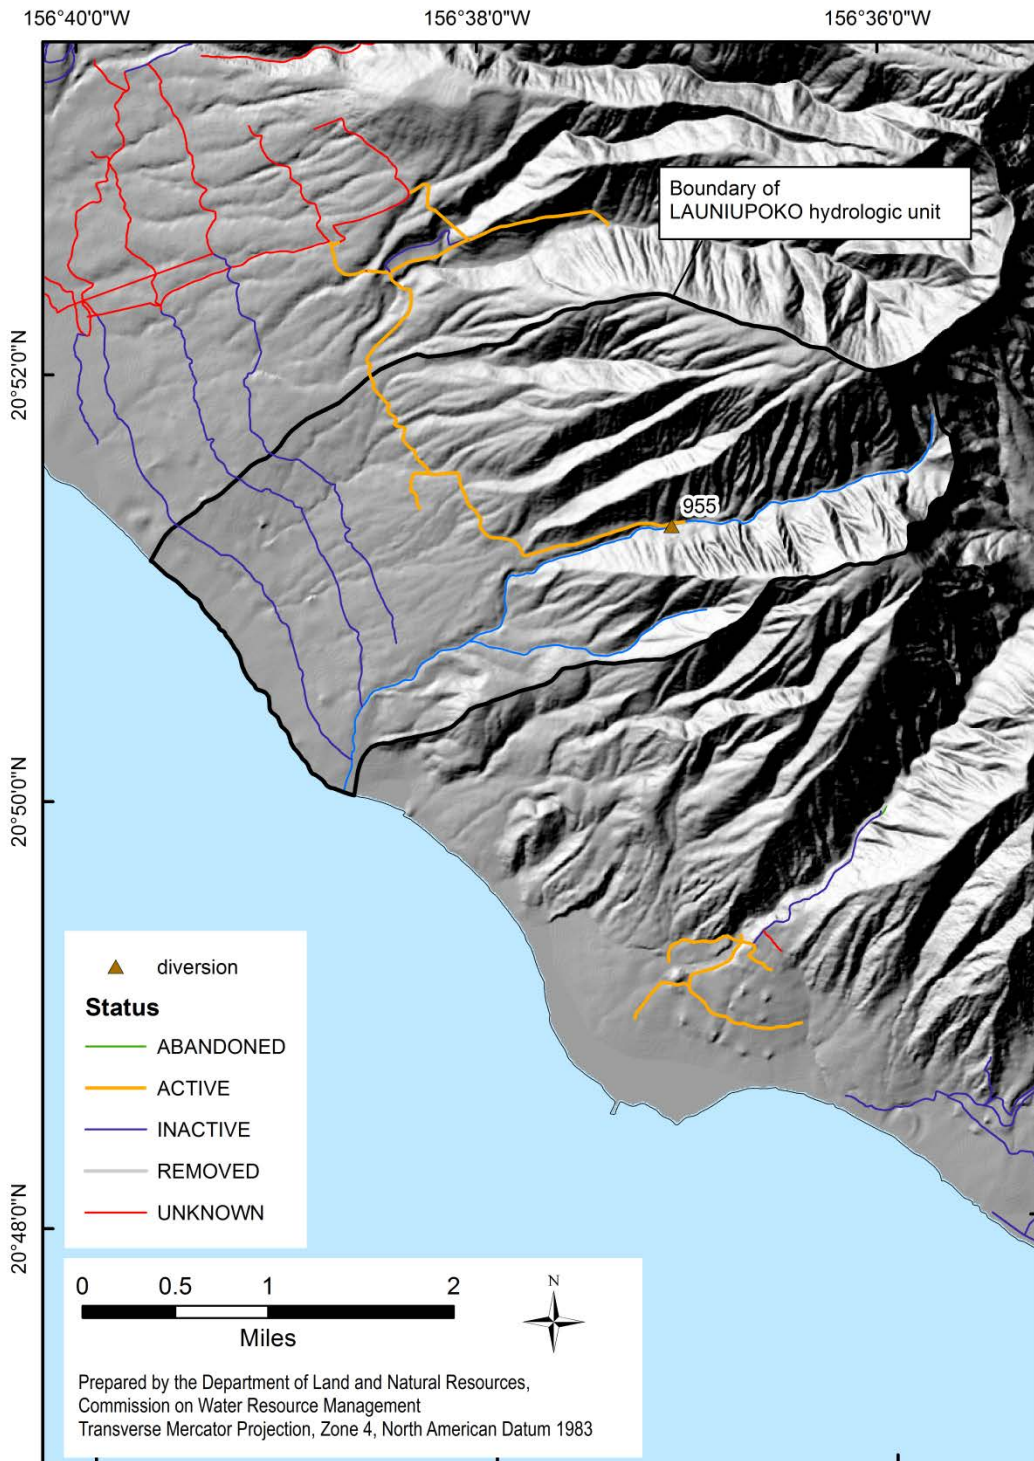 156°40'0"W
156°38'0"W
156°36'0"W
Boundary of
LAUNIUPOKO hydrologic unit
20°52'0"N
955
20°50'0"N
diversion
Status
ABANDONED
ACTIVE
INACTIVE
REMOVED
UNKNOWN
20°48'0"N
0 0.5 1 2
Miles
N
Prepared by the Department of Land and Natural Resources,
Commission on Water Resource Management
Transverse Mercator Projection, Zone 4, North American Datum 1983